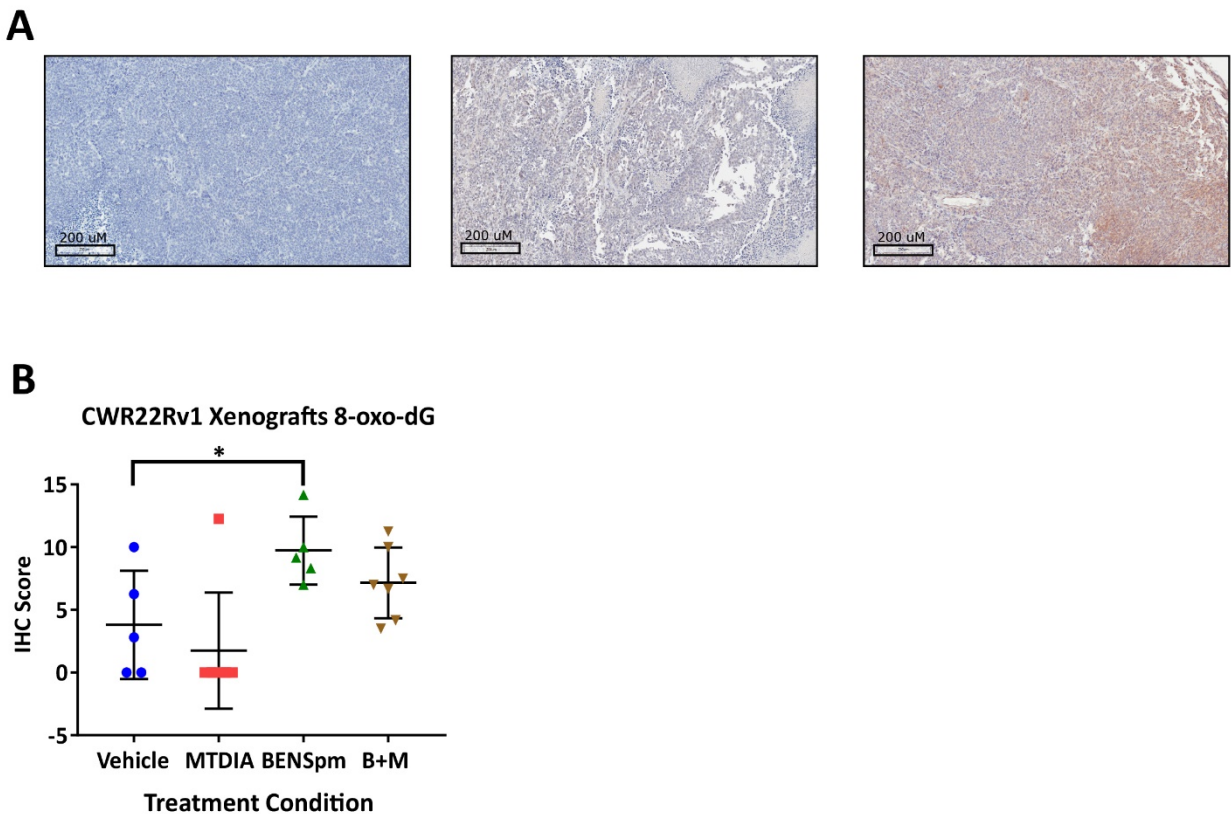 A
200 uM
200 uM
200 uM
B
CWR22Rv1 Xenografts 8-oxo-dG
*
15
10
5
0
-5
IHC Score
Vehicle MTDIA BENSpm B+M
Treatment Condition